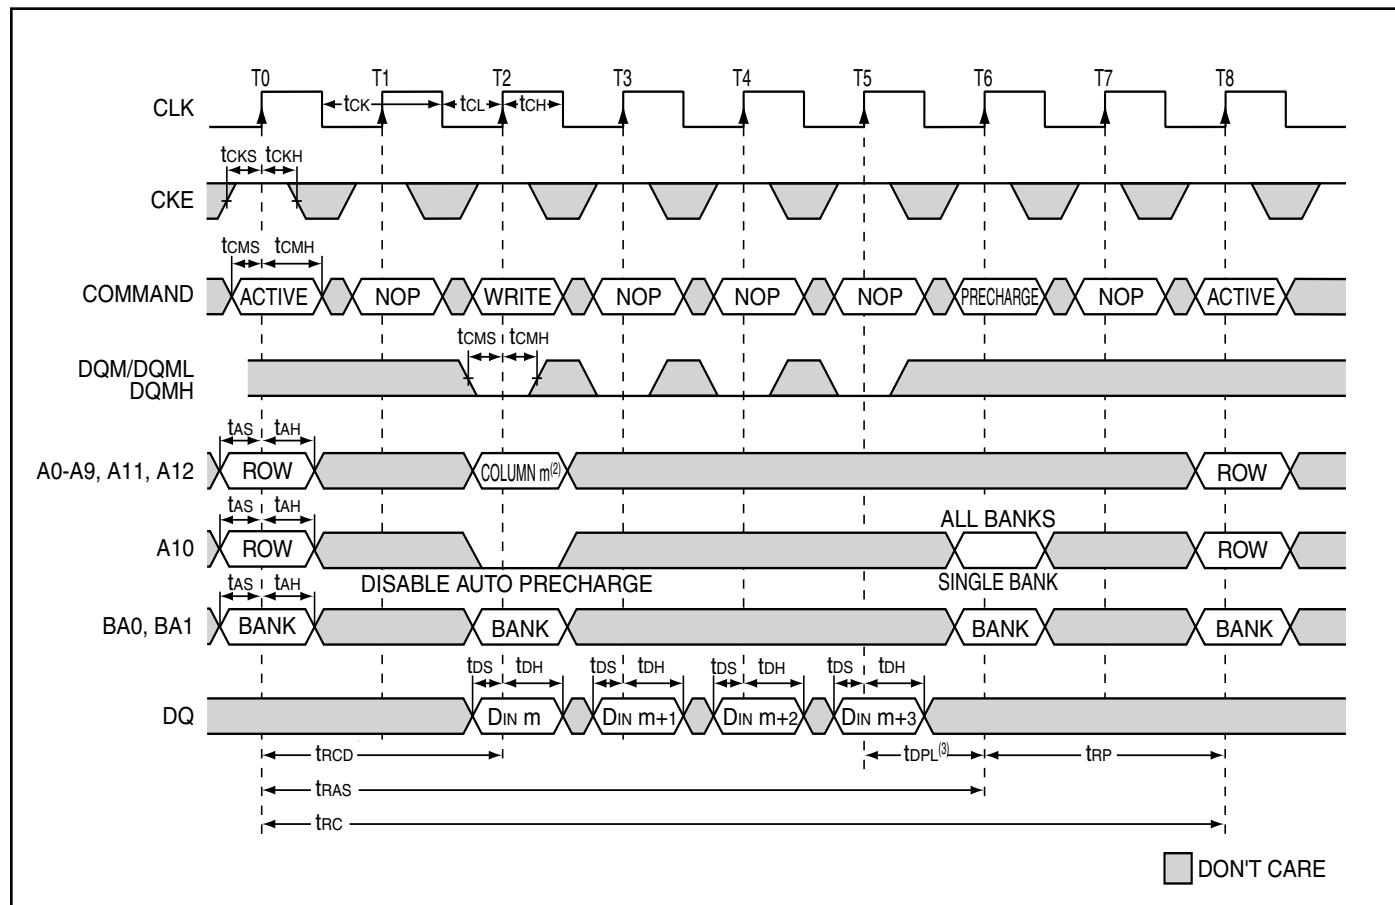 T0 T1 T2 T3 T4 T5 T6 T7 T8
CLK tCK tCL tCH
tCKS tCKH
CKE
tCMS tCMH
COMMAND ACTIVE NOP WRITE NOP NOP NOP PRECHARGE NOP ACTIVE
tCMS tCMH
DQM/DQML
DQMH
tAS tAH
A0-A9, A11, A12 ROW COLUMN m(2) ROW
tAS tAH ALL BANKS
A10 ROW ROW
DISABLE AUTO PRECHARGE SINGLE BANK
tAS tAH
BA0, BA1 BANK BANK BANK BANK
tDS tDH tDS tDH tDS tDH tDS tDH
DQ DIN m DIN m+1 DIN m+2 DIN m+3
tRCD tDPL(3) tRP
tRAS
tRC
DON'T CARE